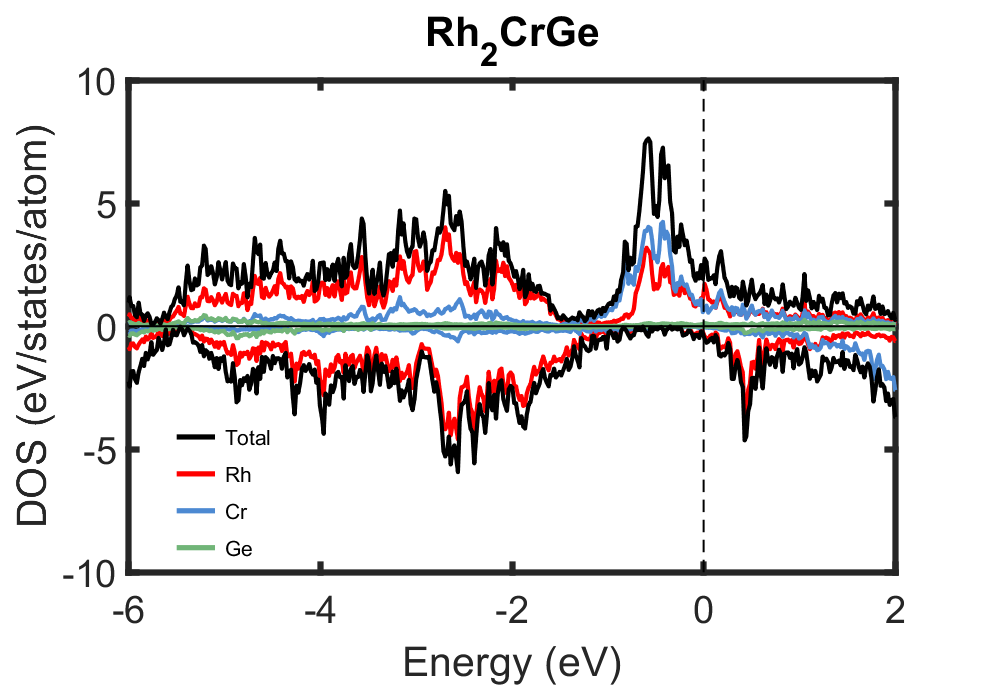 Rh2CrGe
DOS (eV/states/atom)
10
5
0
-5
-10
Total
Rh
Cr
Ge
-6 -4 -2 0 2
Energy (eV)